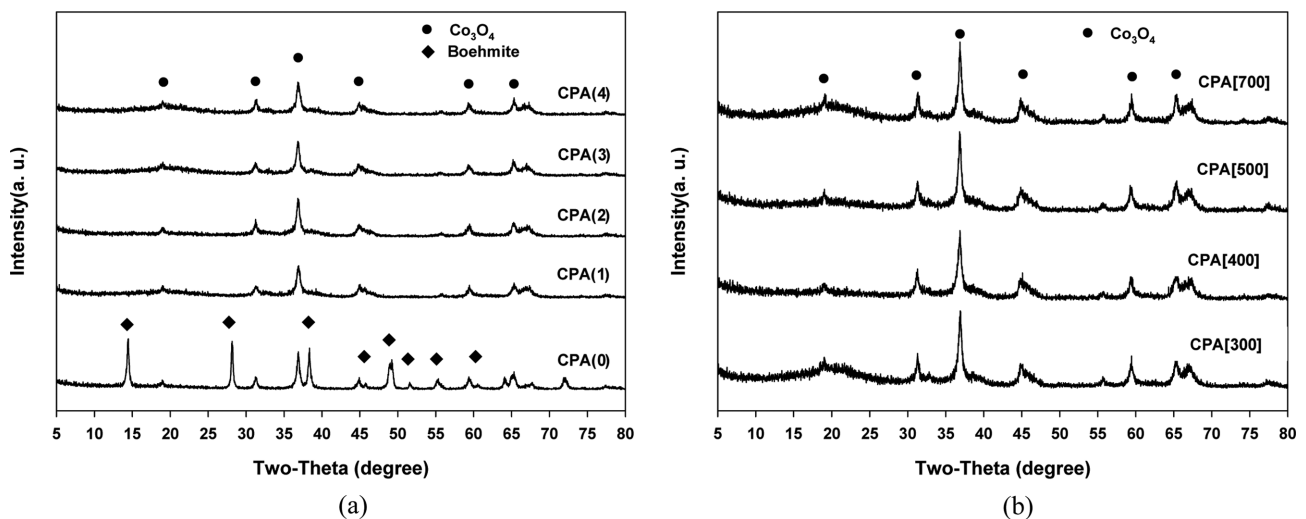 ● Co₃O₄
◆ Boehmite
CPA(4)
CPA(3)
CPA(2)
CPA(1)
CPA(0)
Intensity(a. u.)
5 10 15 20 25 30 35 40 45 50 55 60 65 70 75 80
Two-Theta (degree)
(a)
● Co₃O₄
CPA[700]
CPA[500]
CPA[400]
CPA[300]
Intensity(a. u.)
5 10 15 20 25 30 35 40 45 50 55 60 65 70 75 80
Two-Theta (degree)
(b)